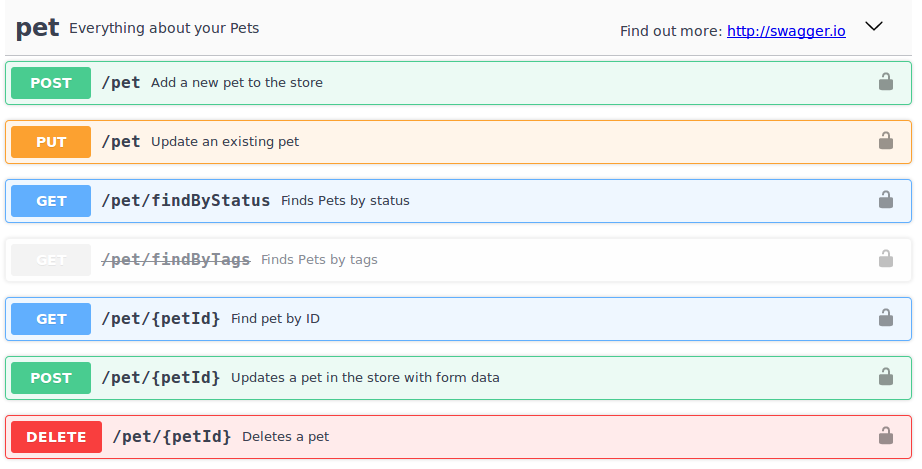 pet Everything about your Pets Find out more: http://swagger.io
POST /pet Add a new pet to the store
PUT /pet Update an existing pet
GET /pet/findByStatus Finds Pets by status
GET /pet/findByTags Finds Pets by tags
GET /pet/{petId} Find pet by ID
POST /pet/{petId} Updates a pet in the store with form data
DELETE /pet/{petId} Deletes a pet